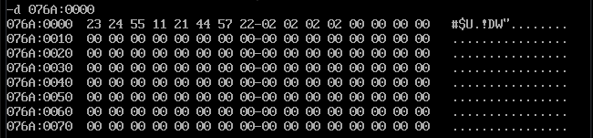 -d 076A:0000
076A:0000  23 24 55 11 21 44 57 22-02 02 02 02 00 00 00 00   #$U.!DW"........
076A:0010  00 00 00 00 00 00 00 00-00 00 00 00 00 00 00 00   ................
076A:0020  00 00 00 00 00 00 00 00-00 00 00 00 00 00 00 00   ................
076A:0030  00 00 00 00 00 00 00 00-00 00 00 00 00 00 00 00   ................
076A:0040  00 00 00 00 00 00 00 00-00 00 00 00 00 00 00 00   ................
076A:0050  00 00 00 00 00 00 00 00-00 00 00 00 00 00 00 00   ................
076A:0060  00 00 00 00 00 00 00 00-00 00 00 00 00 00 00 00   ................
076A:0070  00 00 00 00 00 00 00 00-00 00 00 00 00 00 00 00   ................